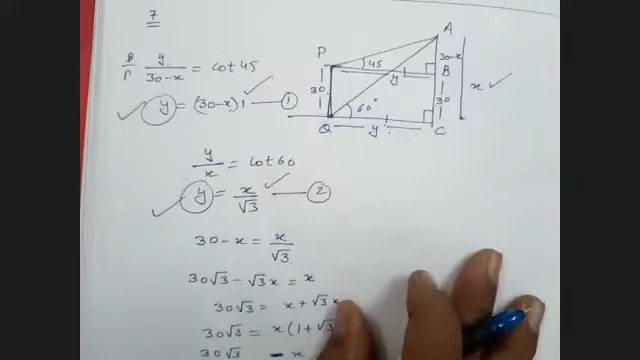 7
B/P y/(30-x) = cot 45
y = (30-x) 1 — ①
y/x = cot 60
y = x/√3 — ②
30 - x = x/√3
30√3 - √3x = x
30√3 = x + √3x
30√3 = x(1+√3
30√3 - x
A
P 45 30-x
B
y
30 30 x
60°
Q y C